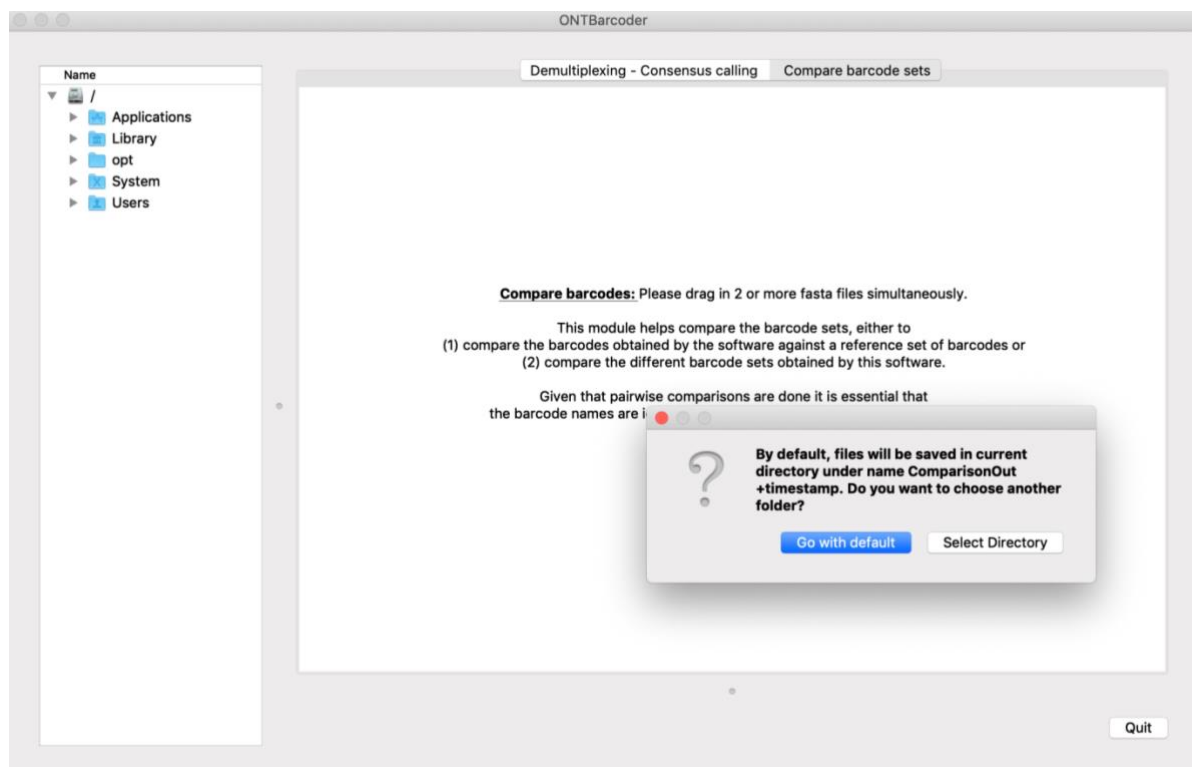 ONTBarcoder
Name
/
Applications
Library
opt
System
Users
Demultiplexing - Consensus calling
Compare barcode sets
Compare barcodes: Please drag in 2 or more fasta files simultaneously.
This module helps compare the barcode sets, either to
(1) compare the barcodes obtained by the software against a reference set of barcodes or
(2) compare the different barcode sets obtained by this software.
Given that pairwise comparisons are done it is essential that
the barcode names are
By default, files will be saved in current
directory under name ComparisonOut
+timestamp. Do you want to choose another
folder?
Go with default
Select Directory
Quit